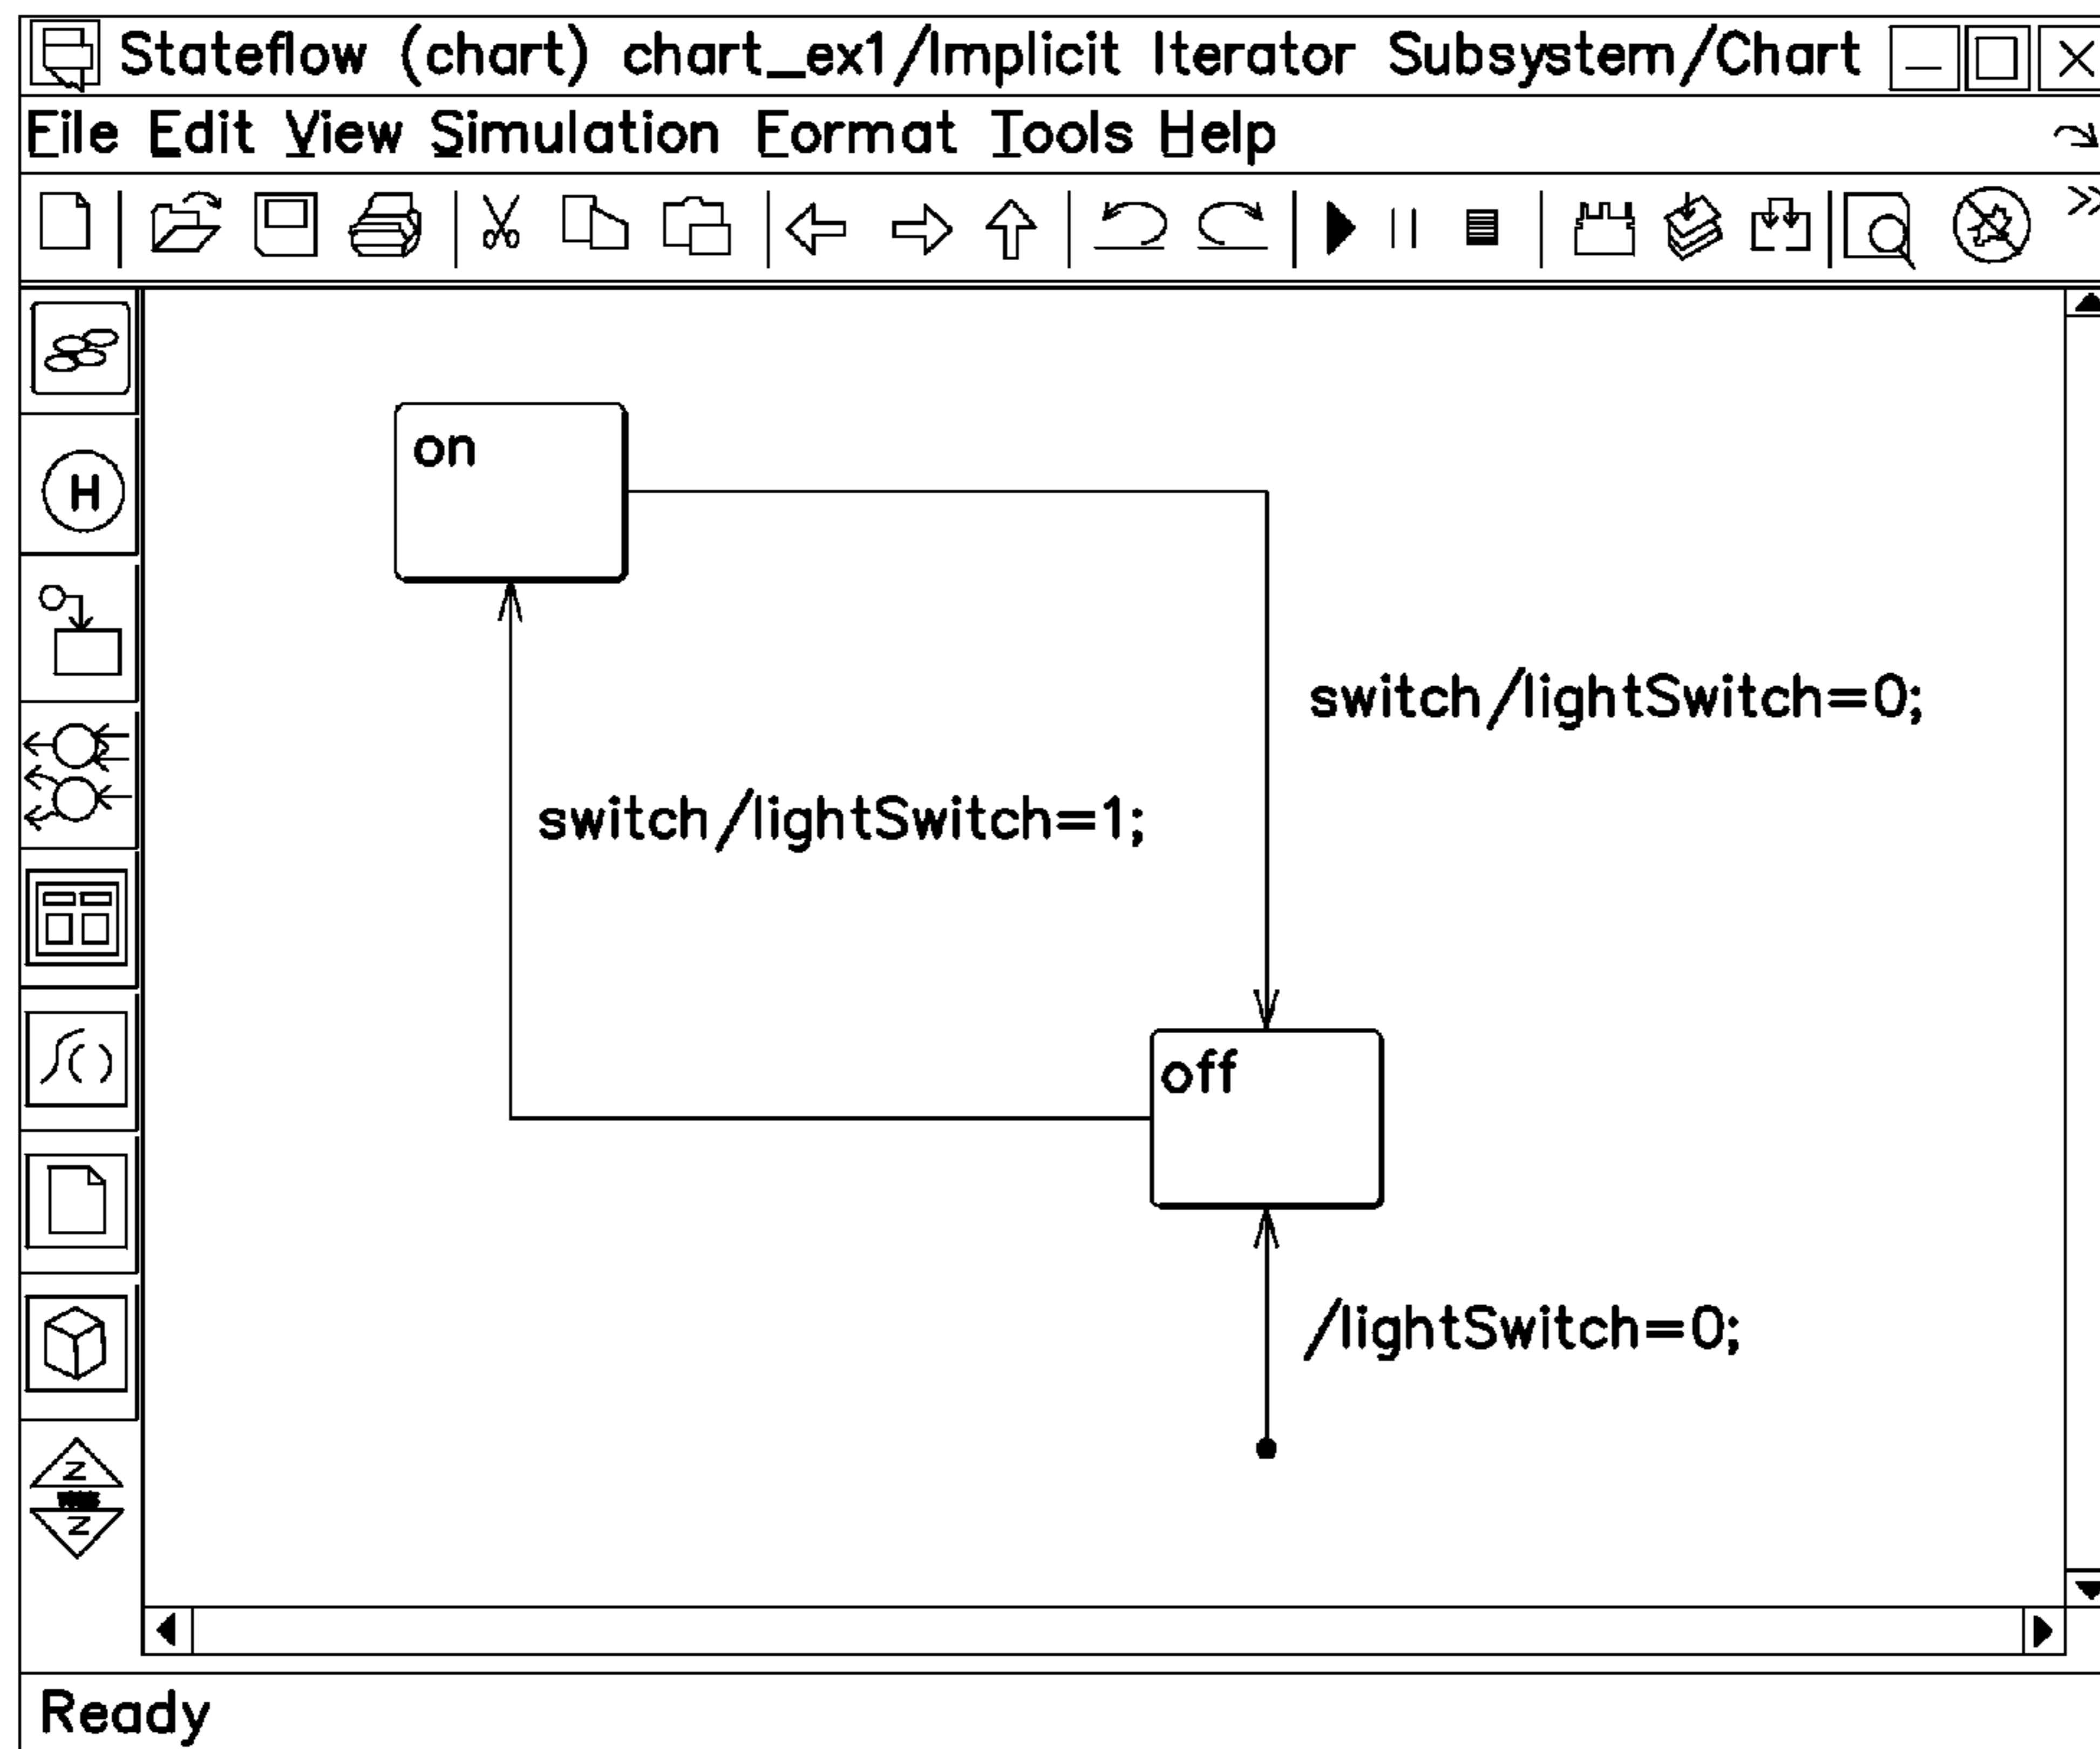 Stateflow (chart) chart_ex1/Implicit Iterator Subsystem/Chart
File Edit View Simulation Format Tools Help
on
H
switch/lightSwitch=0;
switch/lightSwitch=1;
off
/lightSwitch=0;
Z
Z
Ready